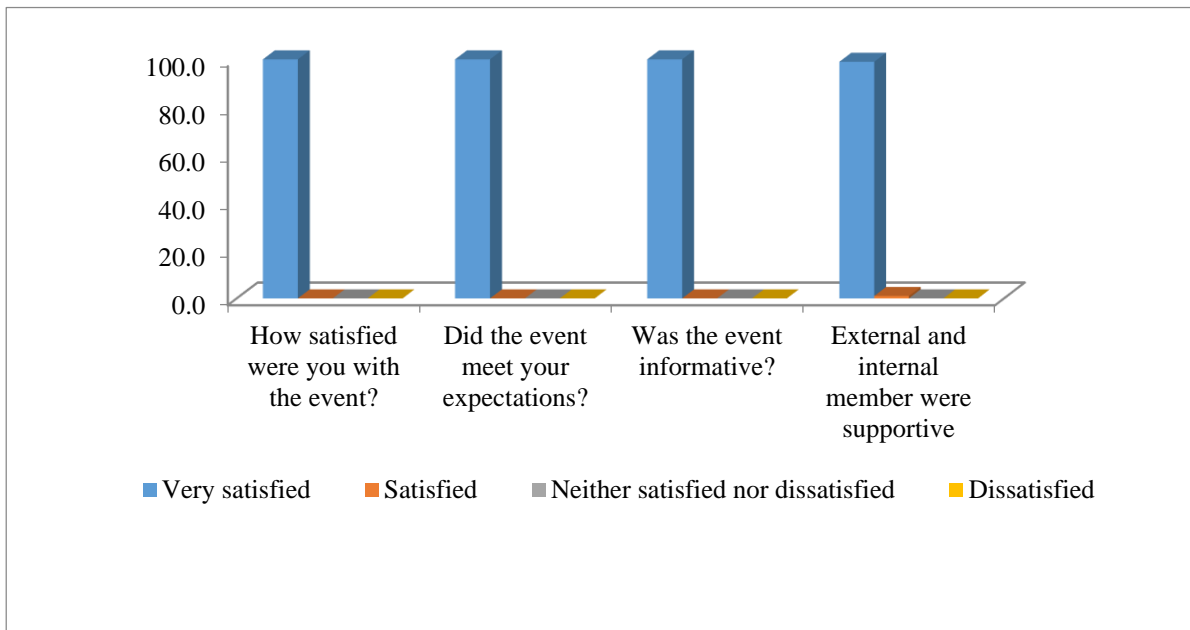 100.0
80.0
60.0
40.0
20.0
0.0
How satisfied
were you with
the event?
Did the event
meet your
expectations?
Was the event
informative?
External and
internal
member were
supportive
Very satisfied
Satisfied
Neither satisfied nor dissatisfied
Dissatisfied